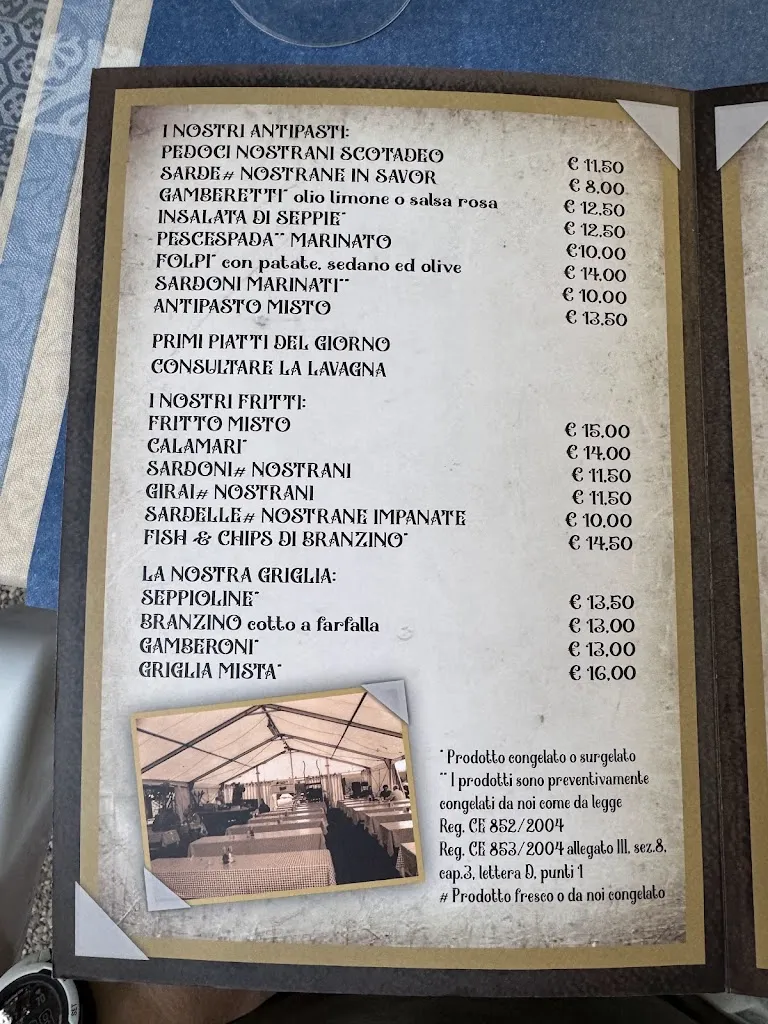 I NOSTRI ANTIPASTI:
PEDOCI NOSTRANI SCOTADEO € 11,50
SARDE# NOSTRANE IN SAVOR € 8,00
GAMBERETTI* olio limone o salsa rosa € 12,50
INSALATA DI SEPPIE* € 12,50
PESCESPADA** MARINATO €10,00
FOLPI* con patate, sedano ed olive € 14,00
SARDONI MARINATI** € 10,00
ANTIPASTO MISTO € 13,50
PRIMI PIATTI DEL GIORNO
CONSULTARE LA LAVAGNA
I NOSTRI FRITTI:
FRITTO MISTO € 15,00
CALAMARI* € 14,00
SARDONI# NOSTRANI € 11,50
GIRAI# NOSTRANI € 11,50
SARDELLE# NOSTRANE IMPANATE € 10,00
FISH & CHIPS DI BRANZINO* € 14,50
LA NOSTRA GRIGLIA:
SEPPIOLINE* € 13,50
BRANZINO cotto a farfalla € 13,00
GAMBERONI* € 13,00
GRIGLIA MISTA* € 16,00
* Prodotto congelato o surgelato
** I prodotti sono preventivamente
congelati da noi come da legge
Reg. CE 852/2004
Reg. CE 853/2004 allegato III, sez.8,
cap.3, lettera D, punti 1
# Prodotto fresco o da noi congelato